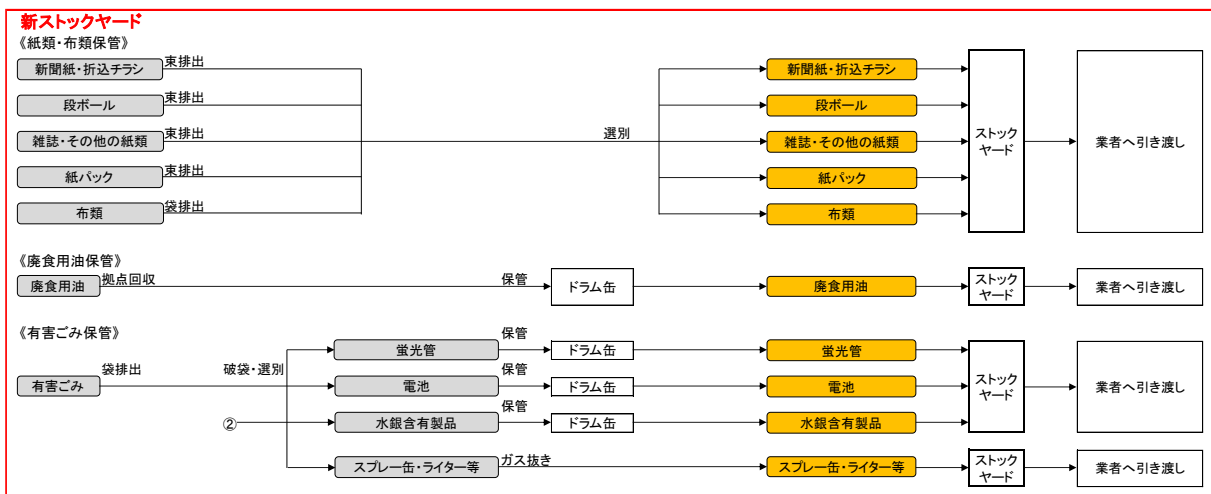 新ストックヤード
《紙類・布類保管》
新聞紙・折込チラシ 束排出 新聞紙・折込チラシ
段ボール 束排出 段ボール
雑誌・その他の紙類 束排出 選別 雑誌・その他の紙類 ストック
ヤード 業者へ引き渡し
紙パック 束排出 紙パック
布類 袋排出 布類
《廃食用油保管》
廃食用油 拠点回収 保管 ドラム缶 廃食用油 ストック
ヤード 業者へ引き渡し
《有害ごみ保管》
蛍光管 保管 ドラム缶 蛍光管
有害ごみ 袋排出 破袋・選別 電池 保管 ドラム缶 電池 ストック
ヤード 業者へ引き渡し
② 水銀含有製品 保管 ドラム缶 水銀含有製品
スプレー缶・ライター等 ガス抜き スプレー缶・ライター等 ストック
ヤード 業者へ引き渡し